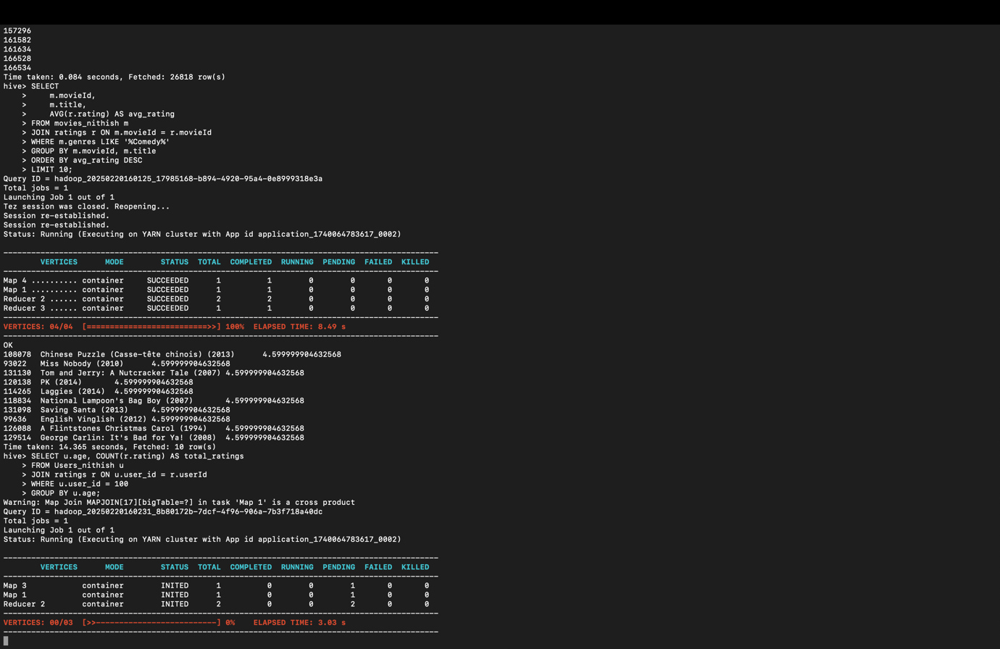 157296
161582
161634
166528
166534
Time taken: 0.084 seconds, Fetched: 26818 row(s)
hive> SELECT
    >     m.movieId,
    >     m.title,
    >     AVG(r.rating) AS avg_rating
    > FROM movies_nithish m
    > JOIN ratings r ON m.movieId = r.movieId
    > WHERE m.genres LIKE '%Comedy%'
    > GROUP BY m.movieId, m.title
    > ORDER BY avg_rating DESC
    > LIMIT 10;
Query ID = hadoop_20250220160125_17985168-b894-4920-95a4-0e8999318e3a
Total jobs = 1
Launching Job 1 out of 1
Tez session was closed. Reopening...
Session re-established.
Session re-established.
Status: Running (Executing on YARN cluster with App id application_1740064783617_0002)
----------------------------------------------------------------------------------------------
        VERTICES      MODE        STATUS  TOTAL  COMPLETED  RUNNING  PENDING  FAILED  KILLED
----------------------------------------------------------------------------------------------
Map 4 .......... container     SUCCEEDED      1          1        0        0       0       0
Map 1 .......... container     SUCCEEDED      1          1        0        0       0       0
Reducer 2 ...... container     SUCCEEDED      2          2        0        0       0       0
Reducer 3 ...... container     SUCCEEDED      1          1        0        0       0       0
----------------------------------------------------------------------------------------------
VERTICES: 04/04  [==========================>>] 100%  ELAPSED TIME: 8.49 s
----------------------------------------------------------------------------------------------
OK
108078  Chinese Puzzle (Casse-tête chinois) (2013)      4.599999904632568
93022   Miss Nobody (2010)      4.599999904632568
131130  Tom and Jerry: A Nutcracker Tale (2007) 4.599999904632568
120138  PK (2014)       4.599999904632568
114265  Laggies (2014)  4.599999904632568
118834  National Lampoon's Bag Boy (2007)       4.599999904632568
131098  Saving Santa (2013)     4.599999904632568
99636   English Vinglish (2012) 4.599999904632568
126088  A Flintstones Christmas Carol (1994)    4.599999904632568
129514  George Carlin: It's Bad for Ya! (2008)  4.599999904632568
Time taken: 14.365 seconds, Fetched: 10 row(s)
hive> SELECT u.age, COUNT(r.rating) AS total_ratings
    > FROM Users_nithish u
    > JOIN ratings r ON u.user_id = r.userId
    > WHERE u.user_id = 100
    > GROUP BY u.age;
Warning: Map Join MAPJOIN[17][bigTable=?] in task 'Map 1' is a cross product
Query ID = hadoop_20250220160231_8b80172b-7dcf-4f96-906a-7b3f718a40dc
Total jobs = 1
Launching Job 1 out of 1
Status: Running (Executing on YARN cluster with App id application_1740064783617_0002)
----------------------------------------------------------------------------------------------
        VERTICES      MODE        STATUS  TOTAL  COMPLETED  RUNNING  PENDING  FAILED  KILLED
----------------------------------------------------------------------------------------------
Map 3            container        INITED      1          0        0        1       0       0
Map 1            container        INITED      1          0        0        1       0       0
Reducer 2        container        INITED      2          0        0        2       0       0
----------------------------------------------------------------------------------------------
VERTICES: 00/03  [>>--------------------------] 0%    ELAPSED TIME: 3.03 s
----------------------------------------------------------------------------------------------